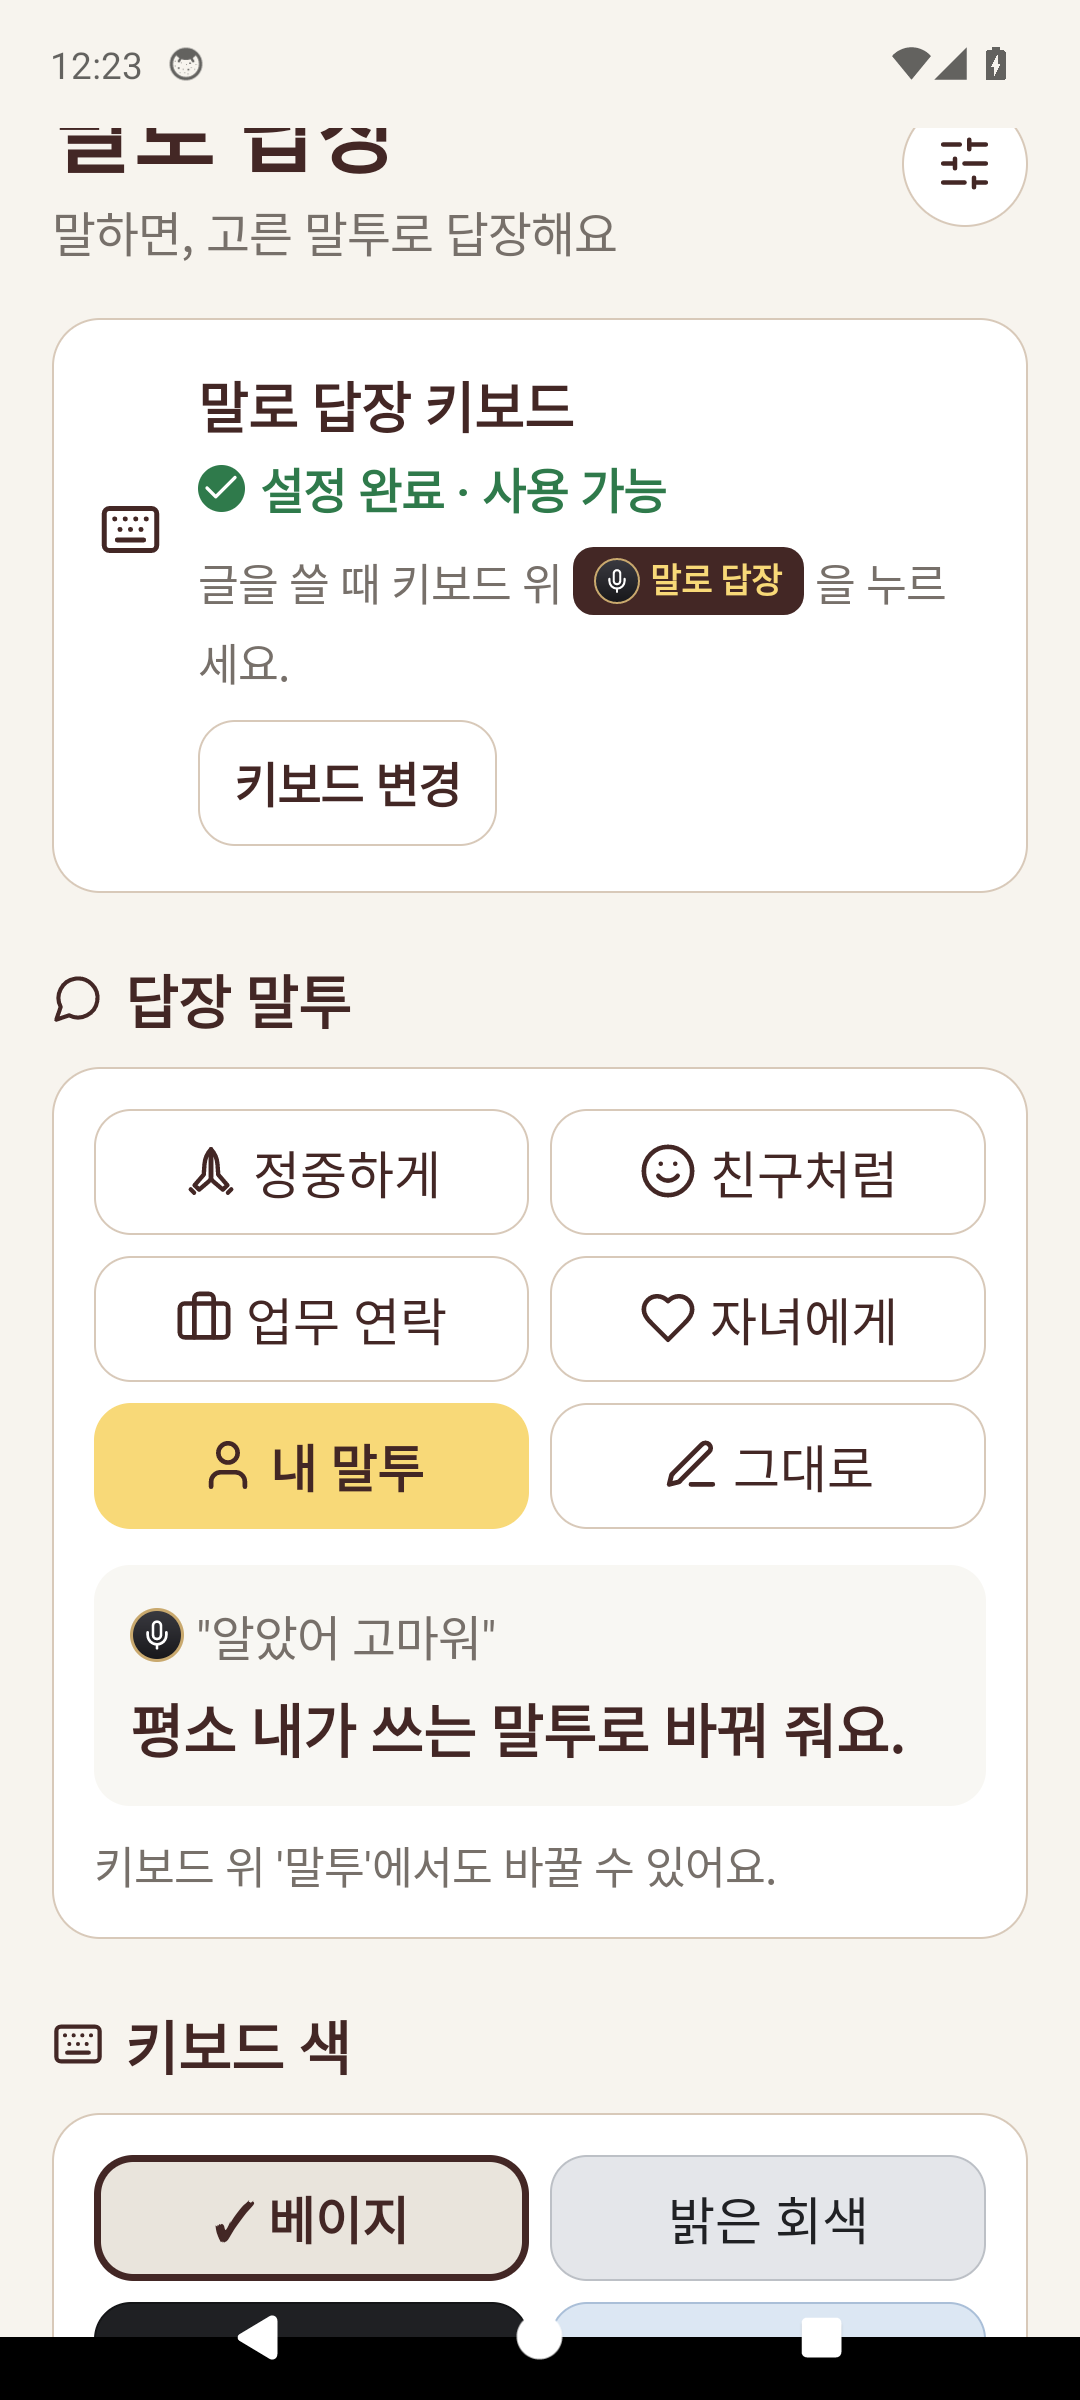 12:23
말로 답장
말하면, 고른 말투로 답장해요
말로 답장 키보드
설정 완료 · 사용 가능
글을 쓸 때 키보드 위 말로 답장 을 누르
세요.
키보드 변경
답장 말투
정중하게
친구처럼
업무 연락
자녀에게
내 말투
그대로
"알았어 고마워"
평소 내가 쓰는 말투로 바꿔 줘요.
키보드 위 '말투'에서도 바꿀 수 있어요.
키보드 색
✓ 베이지
밝은 회색